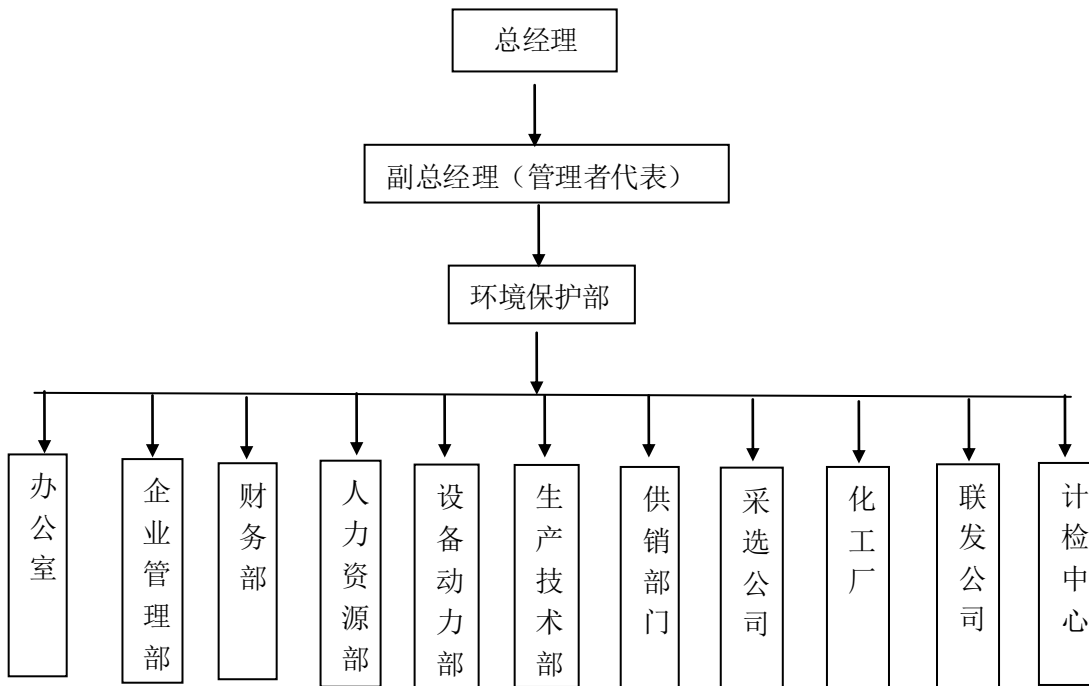 总经理
副总经理（管理者代表）
环境保护部
办公室
企业管理部
财务部
人力资源部
设备动力部
生产技术部
供销部门
采选公司
化工厂
联发公司
计检中心